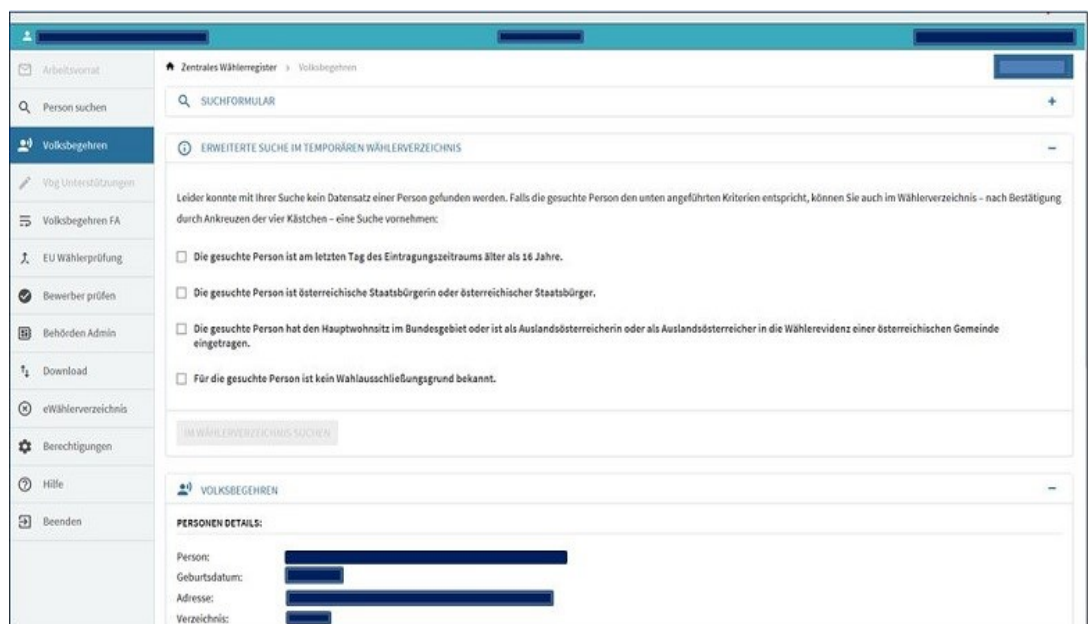 Zentrales Wählerregister > Volksbegehren
Arbeitsvorrat
Person suchen
Volksbegehren
Vbg Unterstützungen
Volksbegehren FA
EU Wählerprüfung
Bewerber prüfen
Behörden Admin
Download
eWählerverzeichnis
Berechtigungen
Hilfe
Beenden
SUCHFORMULAR
ERWEITERTE SUCHE IM TEMPORÄREN WÄHLERVERZEICHNIS
Leider konnte mit Ihrer Suche kein Datensatz einer Person gefunden werden. Falls die gesuchte Person den unten angeführten Kriterien entspricht, können Sie auch im Wählerverzeichnis – nach Bestätigung
durch Ankreuzen der vier Kästchen – eine Suche vornehmen:
Die gesuchte Person ist am letzten Tag des Eintragungszeitraums älter als 16 Jahre.
Die gesuchte Person ist österreichische Staatsbürgerin oder österreichischer Staatsbürger.
Die gesuchte Person hat den Hauptwohnsitz im Bundesgebiet oder ist als Auslandsösterreicherin oder als Auslandsösterreicher in die Wählerevidenz einer österreichischen Gemeinde
eingetragen.
Für die gesuchte Person ist kein Wahlausschließungsgrund bekannt.
IM WÄHLERVERZEICHNIS SUCHEN
VOLKSBEGEHREN
PERSONEN DETAILS:
Person:
Geburtsdatum:
Adresse:
Verzeichnis: